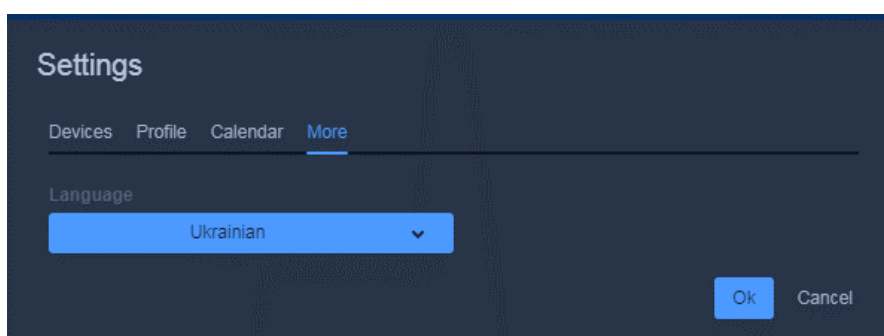 Settings
Devices Profile Calendar More
Language
Ukrainian
Ok Cancel